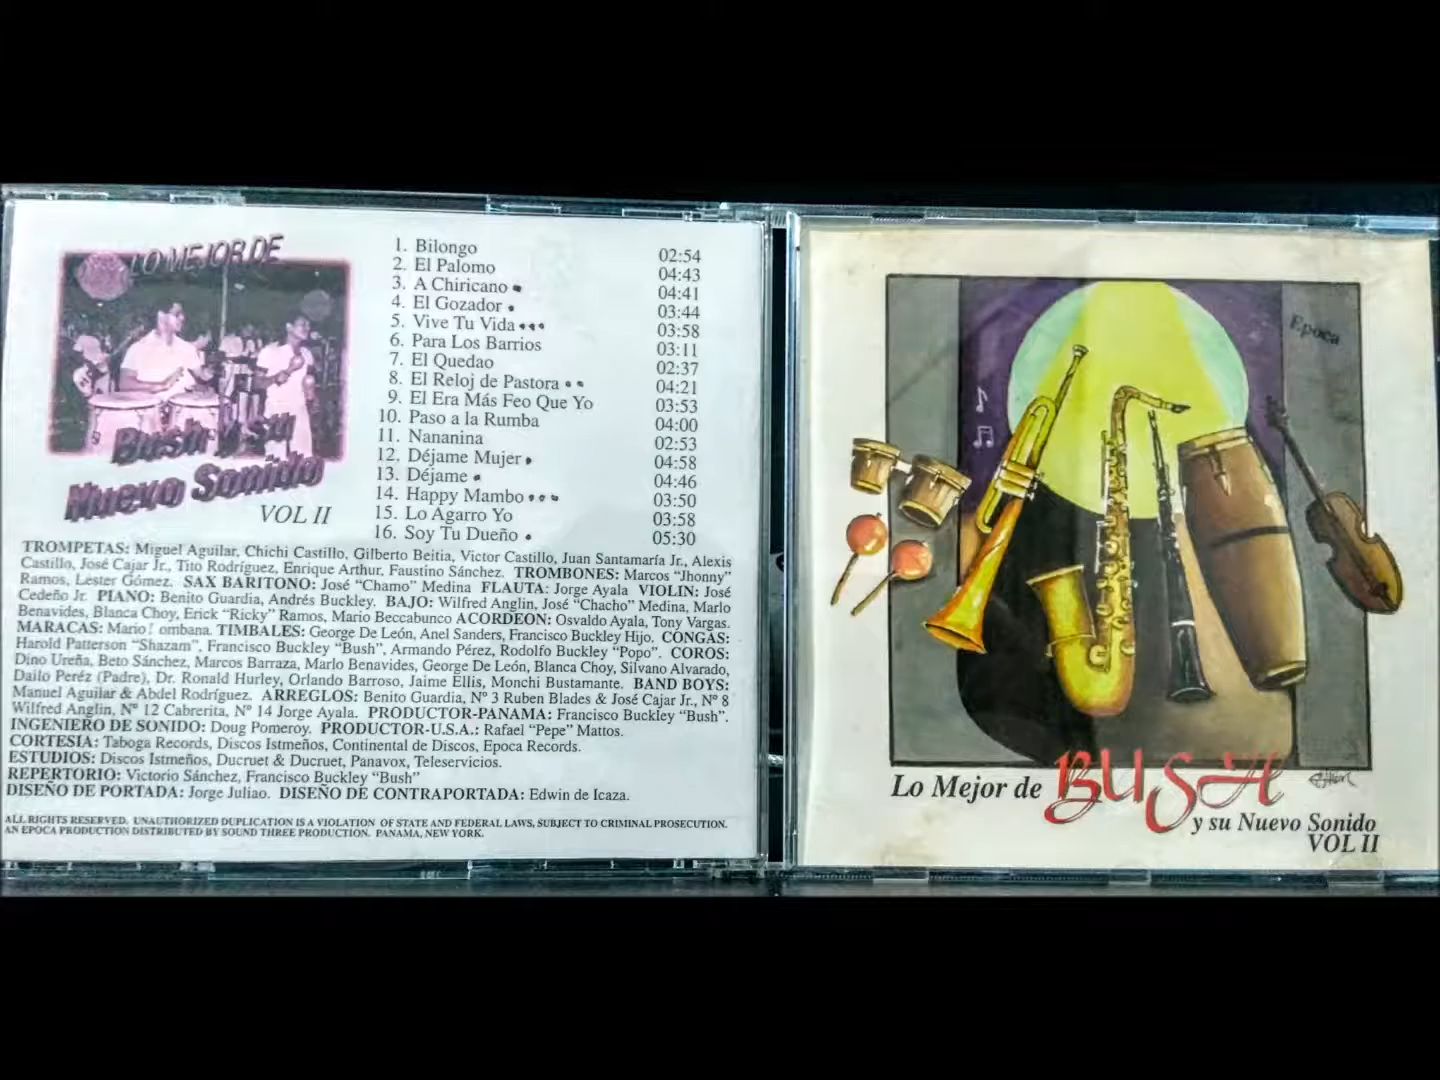 LO MEJOR DE
Bush y su
Nuevo Sonido
VOL II
1. Bilongo 02:54
2. El Palomo 04:43
3. A Chiricano • 04:41
4. El Gozador • 03:44
5. Vive Tu Vida ••• 03:58
6. Para Los Barrios 03:11
7. El Quedao 02:37
8. El Reloj de Pastora •• 04:21
9. El Era Más Feo Que Yo 03:53
10. Paso a la Rumba 04:00
11. Nananina 02:53
12. Déjame Mujer • 04:58
13. Déjame • 04:46
14. Happy Mambo ••• 03:50
15. Lo Agarro Yo 03:58
16. Soy Tu Dueño • 05:30
TROMPETAS: Miguel Aguilar, Chichi Castillo, Gilberto Beitia, Victor Castillo, Juan Santamaría Jr., Alexis
Castillo, José Cajar Jr., Tito Rodríguez, Enrique Arthur, Faustino Sánchez. TROMBONES: Marcos “Jhonny”
Ramos, Lester Gómez. SAX BARITONO: José “Chamo” Medina FLAUTA: Jorge Ayala VIOLIN: José
Cedeño Jr. PIANO: Benito Guardia, Andrés Buckley. BAJO: Wilfred Anglin, José “Chacho” Medina, Marlo
Benavides, Blanca Choy, Erick “Ricky” Ramos, Mario Beccabunco ACORDEON: Osvaldo Ayala, Tony Vargas.
MARACAS: Mario ombana. TIMBALES: George De León, Anel Sanders, Francisco Buckley Hijo. CONGAS:
Harold Patterson “Shazam”, Francisco Buckley “Bush”, Armando Pérez, Rodolfo Buckley “Popo”. COROS:
Dino Ureña, Beto Sánchez, Marcos Barraza, Marlo Benavides, George De León, Blanca Choy, Silvano Alvarado,
Dailo Peréz (Padre), Dr. Ronald Hurley, Orlando Barroso, Jaime Ellis, Monchi Bustamante. BAND BOYS:
Manuel Aguilar & Abdel Rodríguez. ARREGLOS: Benito Guardia, Nº 3 Ruben Blades & José Cajar Jr., Nº 8
Wilfred Anglin, Nº 12 Cabrerita, Nº 14 Jorge Ayala. PRODUCTOR-PANAMA: Francisco Buckley “Bush”.
INGENIERO DE SONIDO: Doug Pomeroy. PRODUCTOR-U.S.A.: Rafael “Pepe” Mattos.
CORTESIA: Taboga Records, Discos Istmeños, Continental de Discos, Epoca Records.
ESTUDIOS: Discos Istmeños, Ducruet & Ducruet, Panavox, Teleservicios.
REPERTORIO: Victorio Sánchez, Francisco Buckley “Bush”
DISEÑO DE PORTADA: Jorge Juliao. DISEÑO DE CONTRAPORTADA: Edwin de Icaza.
ALL RIGHTS RESERVED. UNAUTHORIZED DUPLICATION IS A VIOLATION OF STATE AND FEDERAL LAWS, SUBJECT TO CRIMINAL PROSECUTION.
AN EPOCA PRODUCTION DISTRIBUTED BY SOUND THREE PRODUCTION. PANAMA, NEW YORK.
Epoca
Lo Mejor de BUSH
y su Nuevo Sonido
VOL II